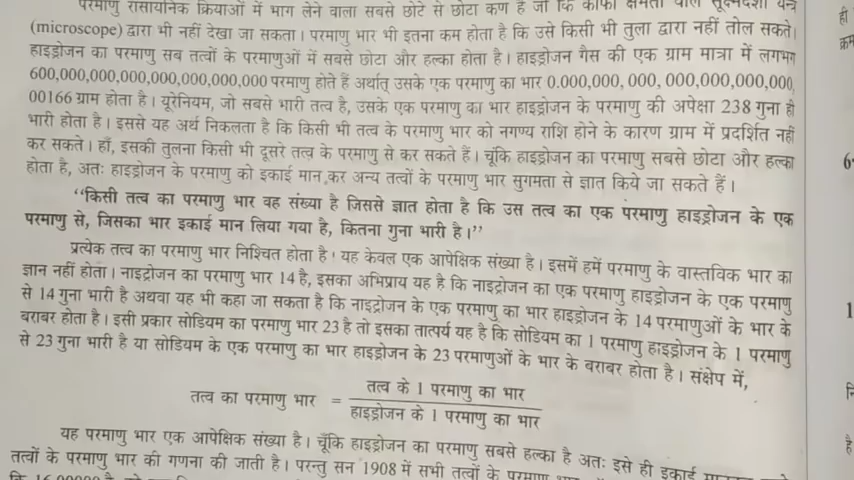 परमाणु रासायनिक क्रियाओं में भाग लेने वाला सबसे छोटे से छोटा कण है जो कि काफी क्षमता वाले सूक्ष्मदर्शी यन्त्र
(microscope) द्वारा भी नहीं देखा जा सकता। परमाणु भार भी इतना कम होता है कि उसे किसी भी तुला द्वारा नहीं तोल सकते।
हाइड्रोजन का परमाणु सब तत्वों के परमाणुओं में सबसे छोटा और हल्का होता है। हाइड्रोजन गैस की एक ग्राम मात्रा में लगभग
600,000,000,000,000,000,000,000 परमाणु होते हैं अर्थात् उसके एक परमाणु का भार 0.000,000, 000, 000,000,000,000,
00166 ग्राम होता है। यूरेनियम, जो सबसे भारी तत्व है, उसके एक परमाणु का भार हाइड्रोजन के परमाणु की अपेक्षा 238 गुना ही
भारी होता है। इससे यह अर्थ निकलता है कि किसी भी तत्व के परमाणु भार को नगण्य राशि होने के कारण ग्राम में प्रदर्शित नहीं
कर सकते। हाँ, इसकी तुलना किसी भी दूसरे तत्व के परमाणु से कर सकते हैं। चूंकि हाइड्रोजन का परमाणु सबसे छोटा और हल्का
होता है, अतः हाइड्रोजन के परमाणु को इकाई मान कर अन्य तत्वों के परमाणु भार सुगमता से ज्ञात किये जा सकते हैं।
“किसी तत्व का परमाणु भार वह संख्या है जिससे ज्ञात होता है कि उस तत्व का एक परमाणु हाइड्रोजन के एक
परमाणु से, जिसका भार इकाई मान लिया गया है, कितना गुना भारी है।”
प्रत्येक तत्व का परमाणु भार निश्चित होता है। यह केवल एक आपेक्षिक संख्या है। इसमें हमें परमाणु के वास्तविक भार का
ज्ञान नहीं होता। नाइट्रोजन का परमाणु भार 14 है, इसका अभिप्राय यह है कि नाइट्रोजन का एक परमाणु हाइड्रोजन के एक परमाणु
से 14 गुना भारी है अथवा यह भी कहा जा सकता है कि नाइट्रोजन के एक परमाणु का भार हाइड्रोजन के 14 परमाणुओं के भार के
बराबर होता है। इसी प्रकार सोडियम का परमाणु भार 23 है तो इसका तात्पर्य यह है कि सोडियम का 1 परमाणु हाइड्रोजन के 1 परमाणु
से 23 गुना भारी है या सोडियम के एक परमाणु का भार हाइड्रोजन के 23 परमाणुओं के भार के बराबर होता है। संक्षेप में,
तत्व के 1 परमाणु का भार
तत्व का परमाणु भार =
हाइड्रोजन के 1 परमाणु का भार
यह परमाणु भार एक आपेक्षिक संख्या है। चूँकि हाइड्रोजन का परमाणु सबसे हल्का है अतः इसे ही इकाई
तत्वों के परमाणु भार की गणना की जाती है। परन्तु सन 1908 में सभी तत्वों के परमाणु